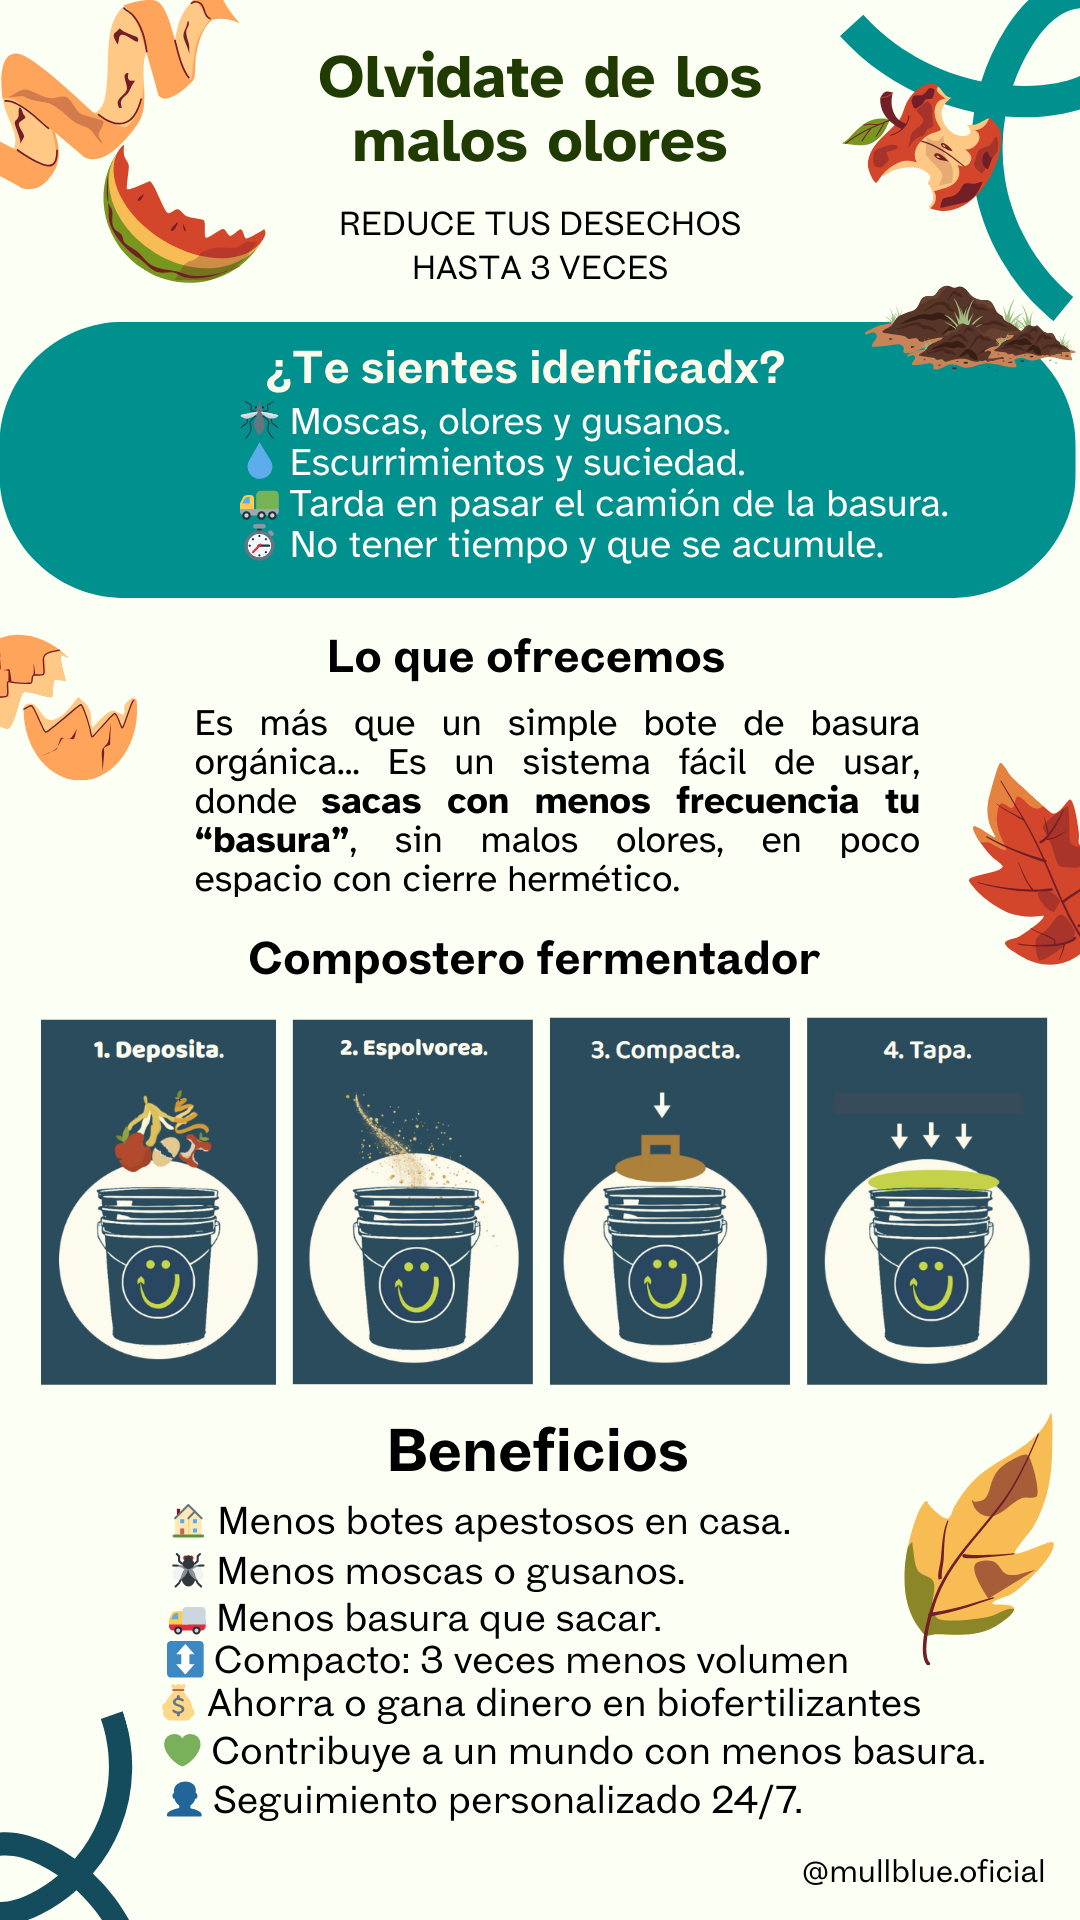 Olvidate de los
malos olores
REDUCE TUS DESECHOS
HASTA 3 VECES
¿Te sientes idenficadx?
🦟 Moscas, olores y gusanos.
💧 Escurrimientos y suciedad.
🚛 Tarda en pasar el camión de la basura.
⏱ No tener tiempo y que se acumule.
Lo que ofrecemos
Es más que un simple bote de basura
orgánica... Es un sistema fácil de usar,
donde sacas con menos frecuencia tu
“basura”, sin malos olores, en poco
espacio con cierre hermético.
Compostero fermentador
1. Deposita.
2. Espolvorea.
3. Compacta.
4. Tapa.
Beneficios
🏠 Menos botes apestosos en casa.
🪰 Menos moscas o gusanos.
🚚 Menos basura que sacar.
↕️ Compacto: 3 veces menos volumen
💰 Ahorra o gana dinero en biofertilizantes
💚 Contribuye a un mundo con menos basura.
👤 Seguimiento personalizado 24/7.
@mullblue.oficial